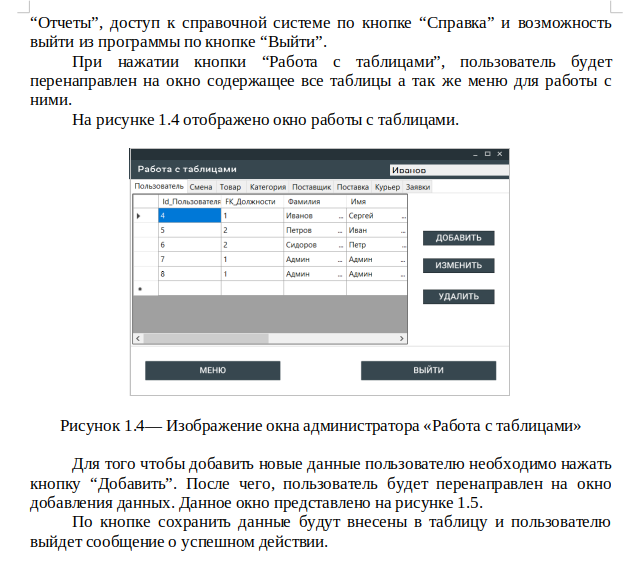 “Отчеты”, доступ к справочной системе по кнопке “Справка” и возможность
выйти из программы по кнопке “Выйти”.
При нажатии кнопки “Работа с таблицами”, пользователь будет
перенаправлен на окно содержащее все таблицы а так же меню для работы с
ними.
На рисунке 1.4 отображено окно работы с таблицами.
Работа с таблицами
Иванов
Пользователь Смена Товар Категория Поставщик Поставка Курьер Заявки
Id_Пользователя FK_Должности Фамилия Имя
4 1 Иванов ... Сергей ...
5 2 Петров ... Иван ...
6 2 Сидоров ... Петр ...
7 1 Админ ... Админ ...
8 1 Админ ... Админ ...
ДОБАВИТЬ
ИЗМЕНИТЬ
УДАЛИТЬ
МЕНЮ ВЫЙТИ
Рисунок 1.4— Изображение окна администратора «Работа с таблицами»
Для того чтобы добавить новые данные пользователю необходимо нажать
кнопку “Добавить”. После чего, пользователь будет перенаправлен на окно
добавления данных. Данное окно представлено на рисунке 1.5.
По кнопке сохранить данные будут внесены в таблицу и пользователю
выйдет сообщение о успешном действии.